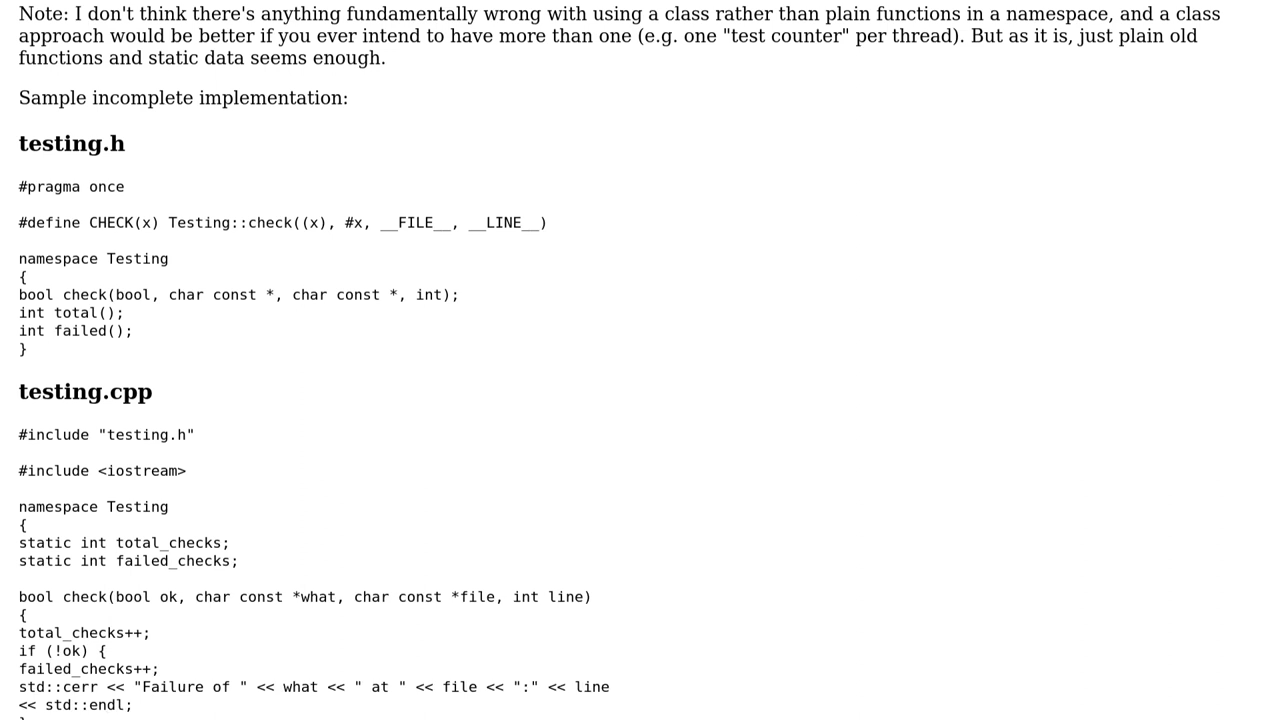 Note: I don't think there's anything fundamentally wrong with using a class rather than plain functions in a namespace, and a class
approach would be better if you ever intend to have more than one (e.g. one "test counter" per thread). But as it is, just plain old
functions and static data seems enough.
Sample incomplete implementation:
testing.h
#pragma once
#define CHECK(x) Testing::check((x), #x, __FILE__, __LINE__)
namespace Testing
{
bool check(bool, char const *, char const *, int);
int total();
int failed();
}
testing.cpp
#include "testing.h"
#include <iostream>
namespace Testing
{
static int total_checks;
static int failed_checks;
bool check(bool ok, char const *what, char const *file, int line)
{
total_checks++;
if (!ok) {
failed_checks++;
std::cerr << "Failure of " << what << " at " << file << ":" << line
<< std::endl;
}